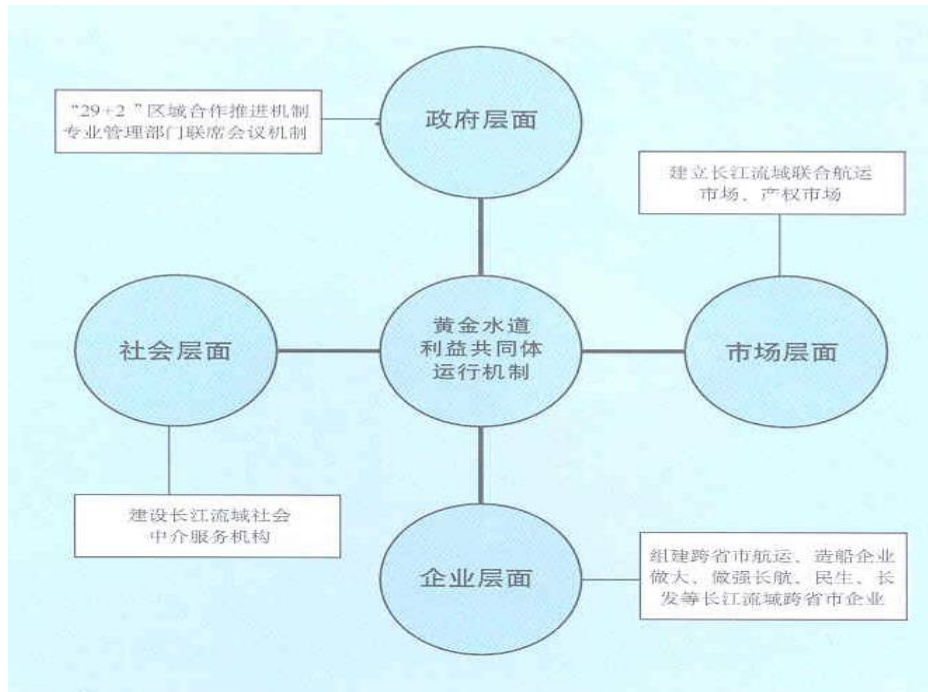 政府层面
“29+2”区域合作推进机制
专业管理部门联席会议机制
建立长江流域联合航运
市场、产权市场
社会层面
黄金水道
利益共同体
运行机制
市场层面
建设长江流域社会
中介服务机构
企业层面
组建跨省市航运、造船企业
做大、做强长航、民生、长
发等长江流域跨省市企业